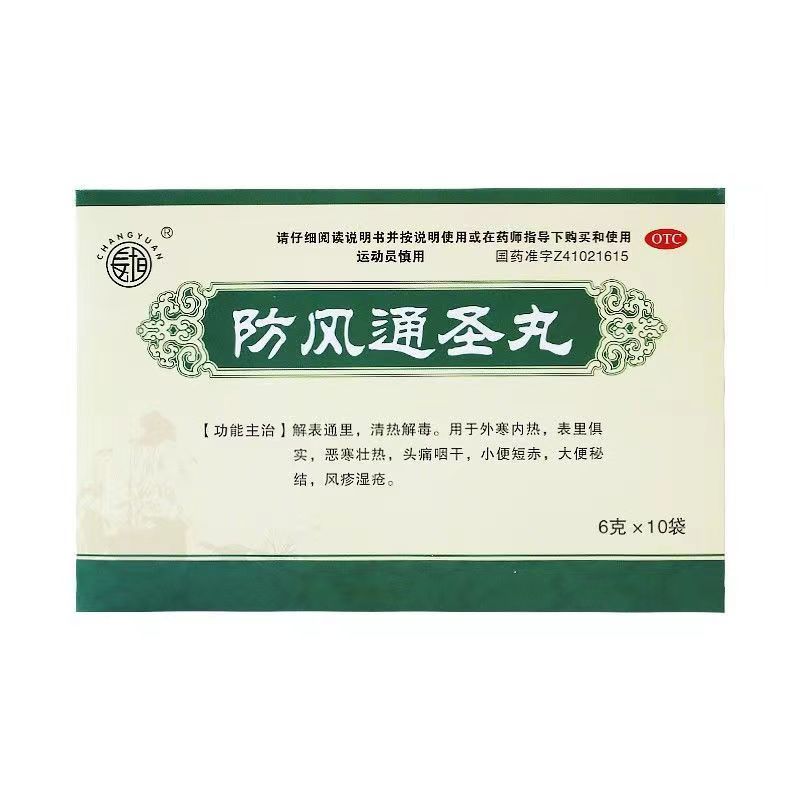 CHANGYUAN
®
请仔细阅读说明书并按说明使用或在药师指导下购买和使用
OTC
运动员慎用
国药准字Z41021615
防风通圣丸
【功能主治】解表通里，清热解毒。用于外寒内热，表里俱
实，恶寒壮热，头痛咽干，小便短赤，大便秘
结，风疹湿疮。
6克×10袋